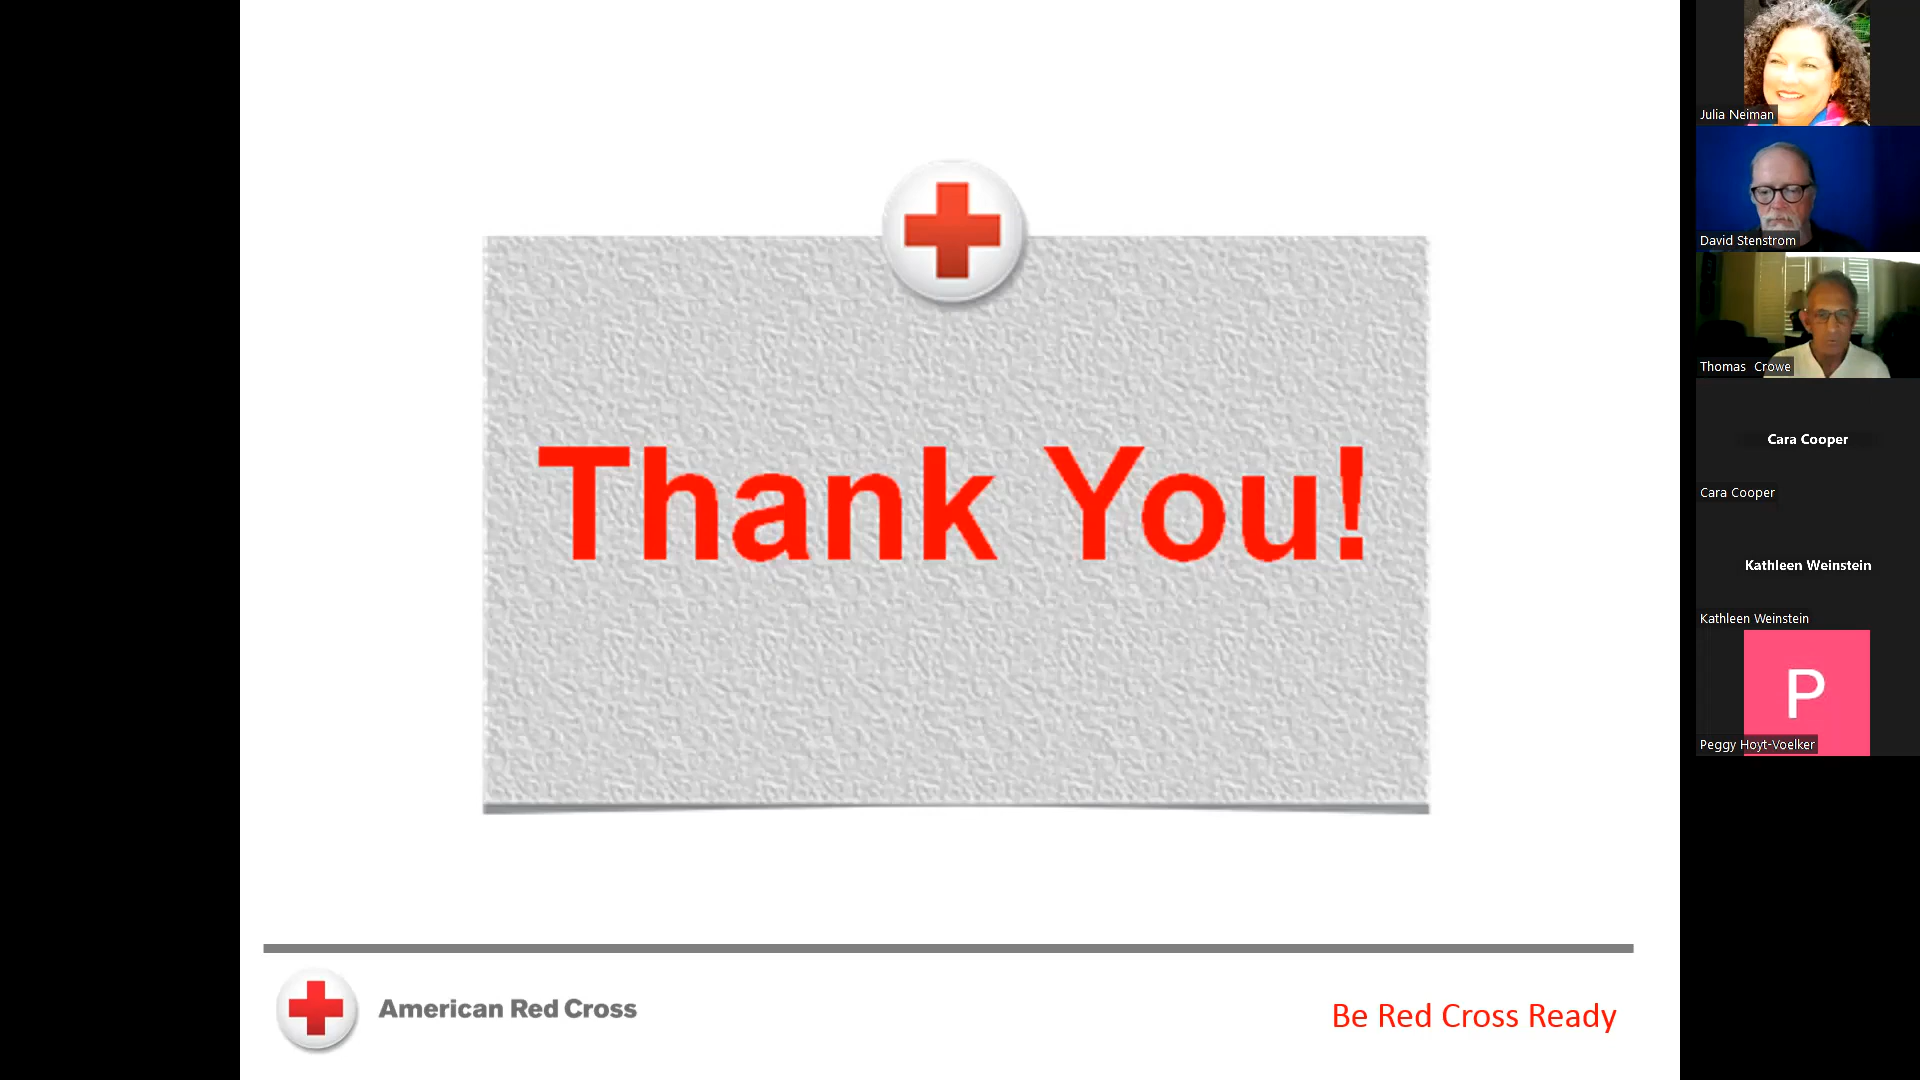 Thank You!
American Red Cross
Be Red Cross Ready
Julia Neiman
David Stenstrom
Thomas Crowe
Cara Cooper
Cara Cooper
Kathleen Weinstein
Kathleen Weinstein
P
Peggy Hoyt-Voelker